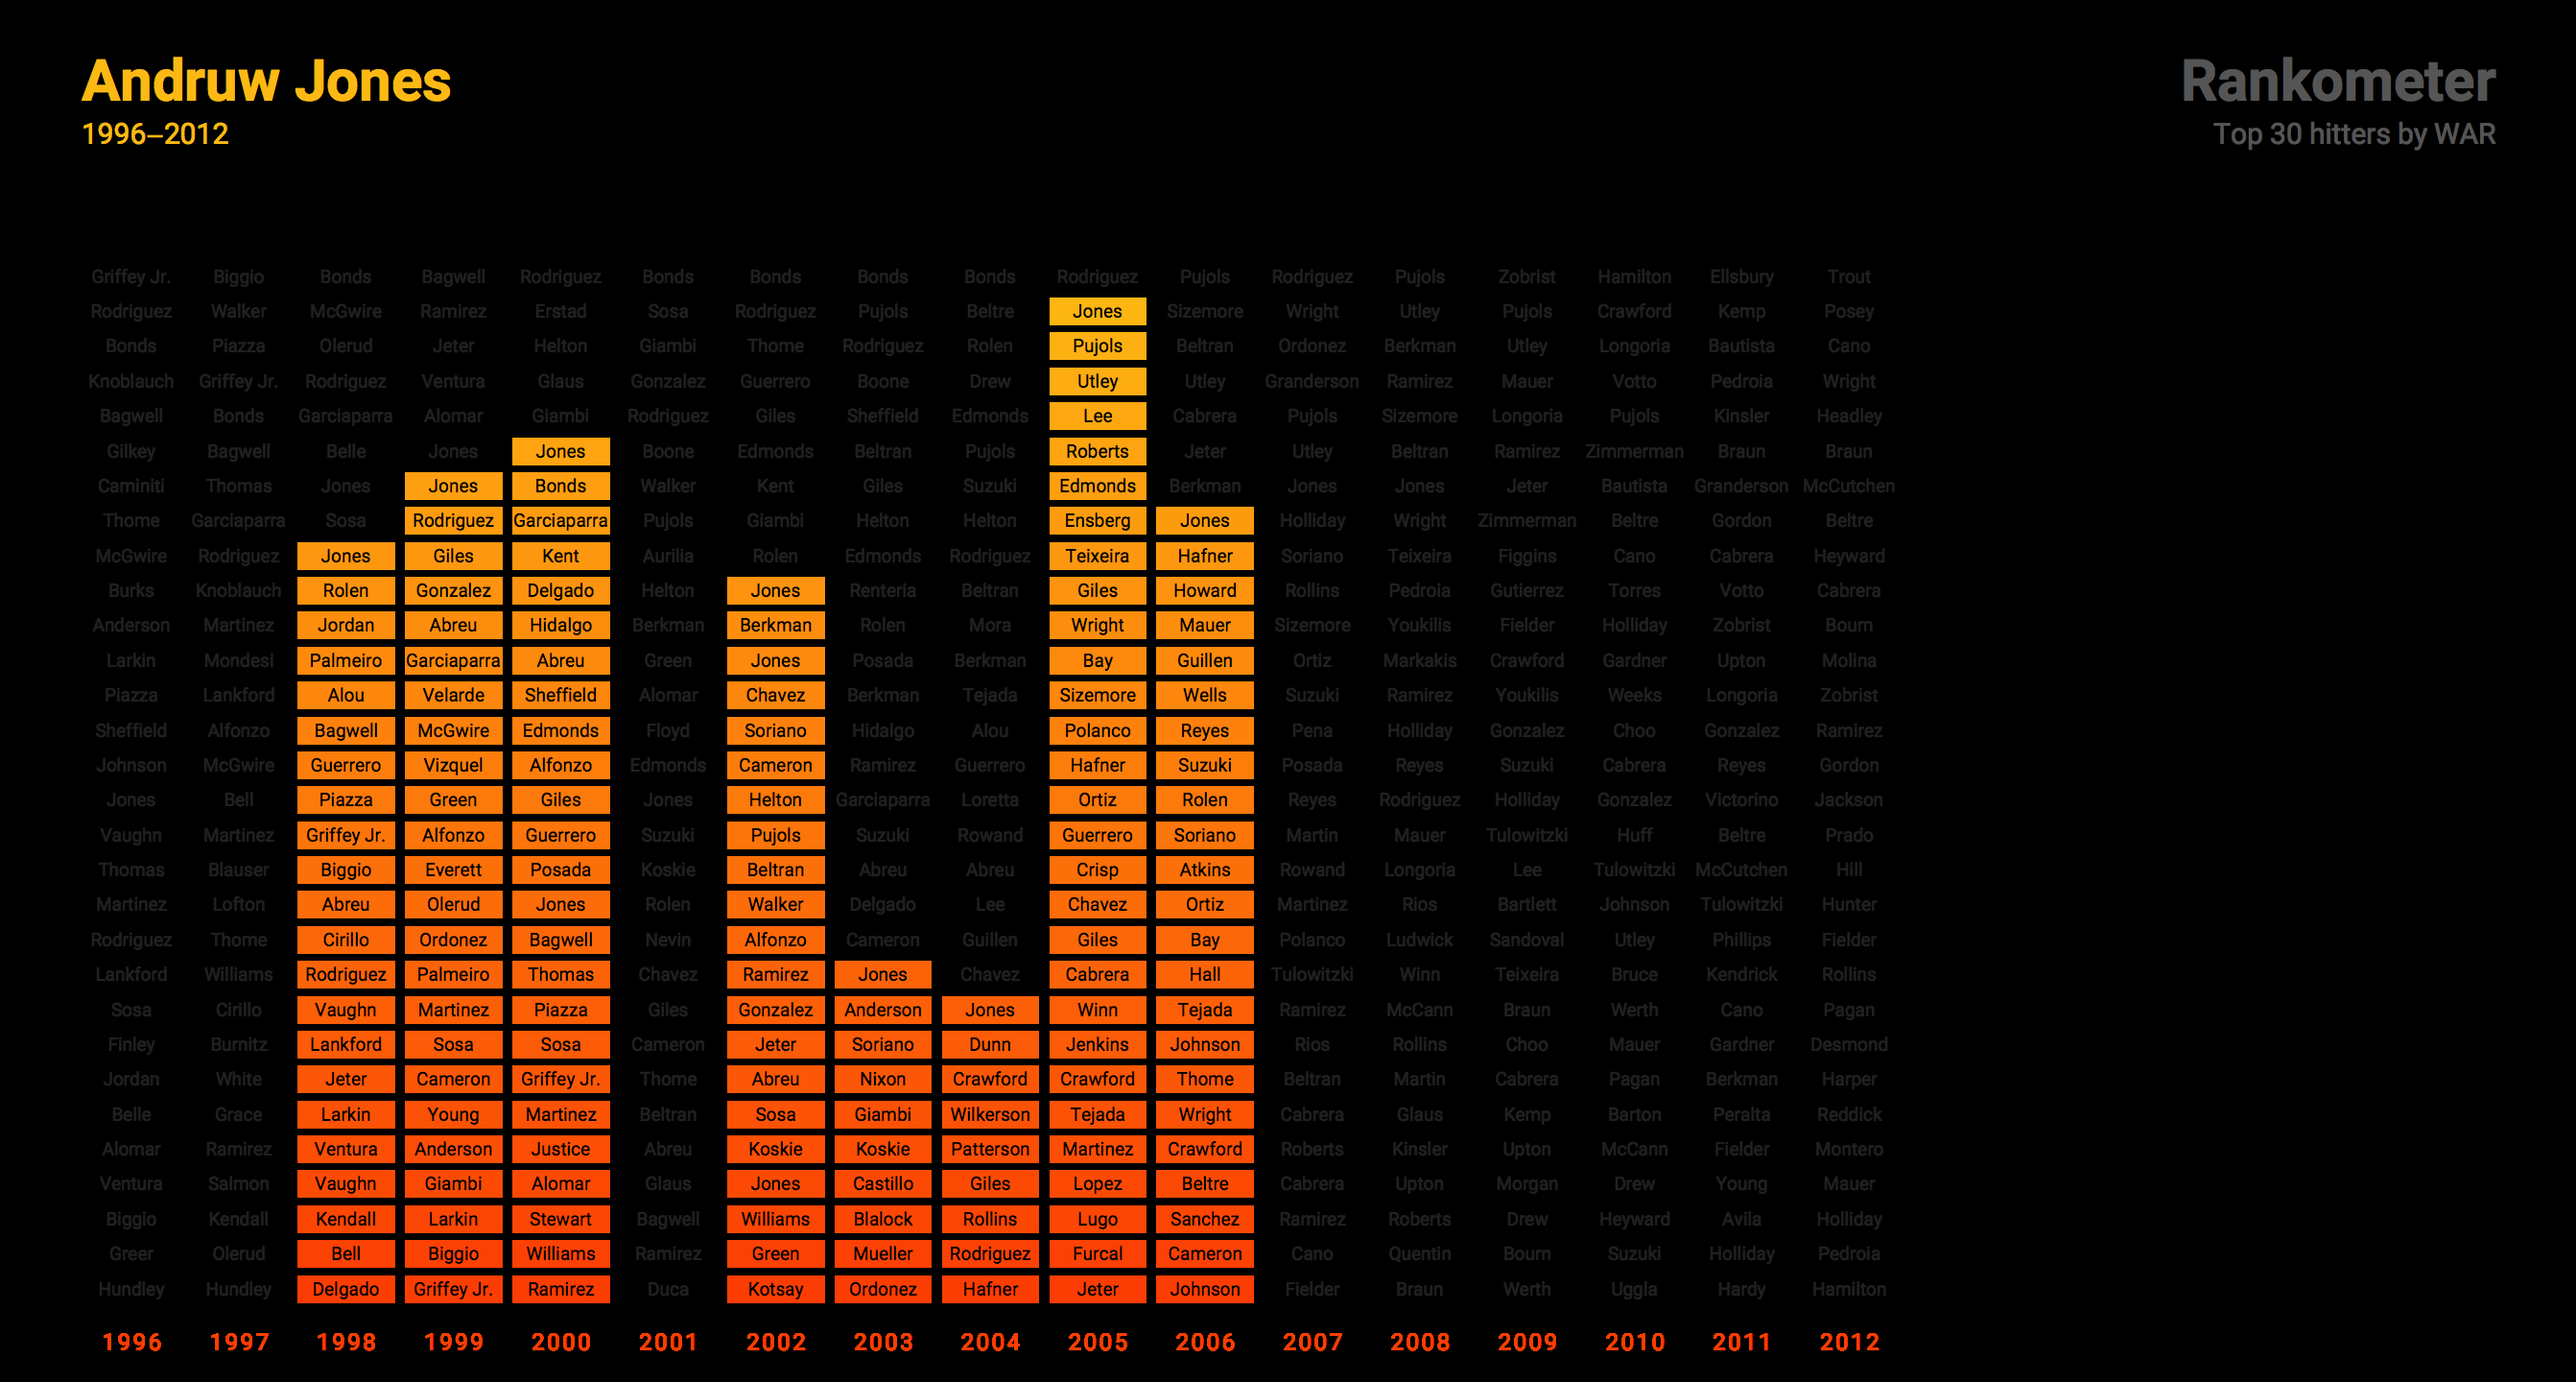 Andruw Jones
1996–2012
Rankometer
Top 30 hitters by WAR
Griffey Jr. Biggio Bonds Bagwell Rodriguez Bonds Bonds Bonds Bonds Rodriguez Pujols Rodriguez Pujols Zobrist Hamilton Ellsbury Trout
Rodriguez Walker McGwire Ramirez Erstad Sosa Rodriguez Pujols Beltre Jones Sizemore Wright Utley Pujols Crawford Kemp Posey
Bonds Piazza Olerud Jeter Helton Giambi Thome Rodriguez Rolen Pujols Beltran Ordonez Berkman Utley Longoria Bautista Cano
Knoblauch Griffey Jr. Rodriguez Ventura Glaus Gonzalez Guerrero Boone Drew Utley Utley Granderson Ramirez Mauer Votto Pedroia Wright
Bagwell Bonds Garciaparra Alomar Giambi Rodriguez Giles Sheffield Edmonds Lee Cabrera Pujols Sizemore Longoria Pujols Kinsler Headley
Gilkey Bagwell Belle Jones Jones Boone Edmonds Beltran Pujols Roberts Jeter Utley Beltran Ramirez Zimmerman Braun Braun
Caminiti Thomas Jones Jones Bonds Walker Kent Giles Suzuki Edmonds Berkman Jones Jones Jeter Bautista Granderson McCutchen
Thome Garciaparra Sosa Rodriguez Garciaparra Pujols Giambi Helton Helton Ensberg Jones Holliday Wright Zimmerman Beltre Gordon Beltre
McGwire Rodriguez Jones Giles Kent Aurilia Rolen Edmonds Rodriguez Teixeira Hafner Soriano Teixeira Figgins Cano Cabrera Heyward
Burks Knoblauch Rolen Gonzalez Delgado Helton Jones Renteria Beltran Giles Howard Rollins Pedroia Gutierrez Torres Votto Cabrera
Anderson Martinez Jordan Abreu Hidalgo Berkman Berkman Rolen Mora Wright Mauer Sizemore Youkilis Fielder Holliday Zobrist Bourn
Larkin Mondesi Palmeiro Garciaparra Abreu Green Jones Posada Berkman Bay Guillen Ortiz Markakis Crawford Gardner Upton Molina
Piazza Lankford Alou Velarde Sheffield Alomar Chavez Berkman Tejada Sizemore Wells Suzuki Ramirez Youkilis Weeks Longoria Zobrist
Sheffield Alfonzo Bagwell McGwire Edmonds Floyd Soriano Hidalgo Alou Polanco Reyes Pena Holliday Gonzalez Choo Gonzalez Ramirez
Johnson McGwire Guerrero Vizquel Alfonzo Edmonds Cameron Ramirez Guerrero Hafner Suzuki Posada Reyes Suzuki Cabrera Reyes Gordon
Jones Bell Piazza Green Giles Jones Helton Garciaparra Loretta Ortiz Rolen Reyes Rodriguez Holliday Gonzalez Victorino Jackson
Vaughn Martinez Griffey Jr. Alfonzo Guerrero Suzuki Pujols Suzuki Rowand Guerrero Soriano Martin Mauer Tulowitzki Huff Beltre Prado
Thomas Blauser Biggio Everett Posada Koskie Beltran Abreu Abreu Crisp Atkins Rowand Longoria Lee Tulowitzki McCutchen Hill
Martinez Lofton Abreu Olerud Jones Rolen Walker Delgado Lee Chavez Ortiz Martinez Rios Bartlett Johnson Tulowitzki Hunter
Rodriguez Thome Cirillo Ordonez Bagwell Nevin Alfonzo Cameron Guillen Giles Bay Polanco Ludwick Sandoval Utley Phillips Fielder
Lankford Williams Rodriguez Palmeiro Thomas Chavez Ramirez Jones Chavez Cabrera Hall Tulowitzki Winn Teixeira Bruce Kendrick Rollins
Sosa Cirillo Vaughn Martinez Piazza Giles Gonzalez Anderson Jones Winn Tejada Ramirez McCann Braun Werth Cano Pagan
Finley Burnitz Lankford Sosa Sosa Cameron Jeter Soriano Dunn Jenkins Johnson Rios Rollins Choo Mauer Gardner Desmond
Jordan White Jeter Cameron Griffey Jr. Thome Abreu Nixon Crawford Crawford Thome Beltran Martin Cabrera Pagan Berkman Harper
Belle Grace Larkin Young Martinez Beltran Sosa Giambi Wilkerson Tejada Wright Cabrera Glaus Kemp Barton Peralta Reddick
Alomar Ramirez Ventura Anderson Justice Abreu Koskie Koskie Patterson Martinez Crawford Roberts Kinsler Upton McCann Fielder Montero
Ventura Salmon Vaughn Giambi Alomar Glaus Jones Castillo Giles Lopez Beltre Cabrera Upton Morgan Drew Young Mauer
Biggio Kendall Kendall Larkin Stewart Bagwell Williams Blalock Rollins Lugo Sanchez Ramirez Roberts Drew Heyward Avila Holliday
Greer Olerud Bell Biggio Williams Ramirez Green Mueller Rodriguez Furcal Cameron Cano Quentin Bourn Suzuki Holliday Pedroia
Hundley Hundley Delgado Griffey Jr. Ramirez Duca Kotsay Ordonez Hafner Jeter Johnson Fielder Braun Werth Uggla Hardy Hamilton
1996 1997 1998 1999 2000 2001 2002 2003 2004 2005 2006 2007 2008 2009 2010 2011 2012